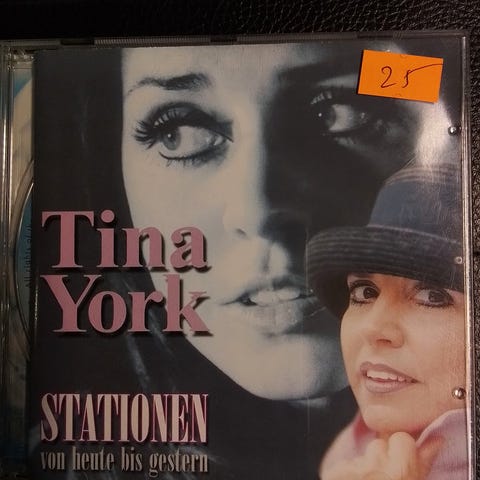 25
Tina
York
STATIONEN
von heute bis gestern